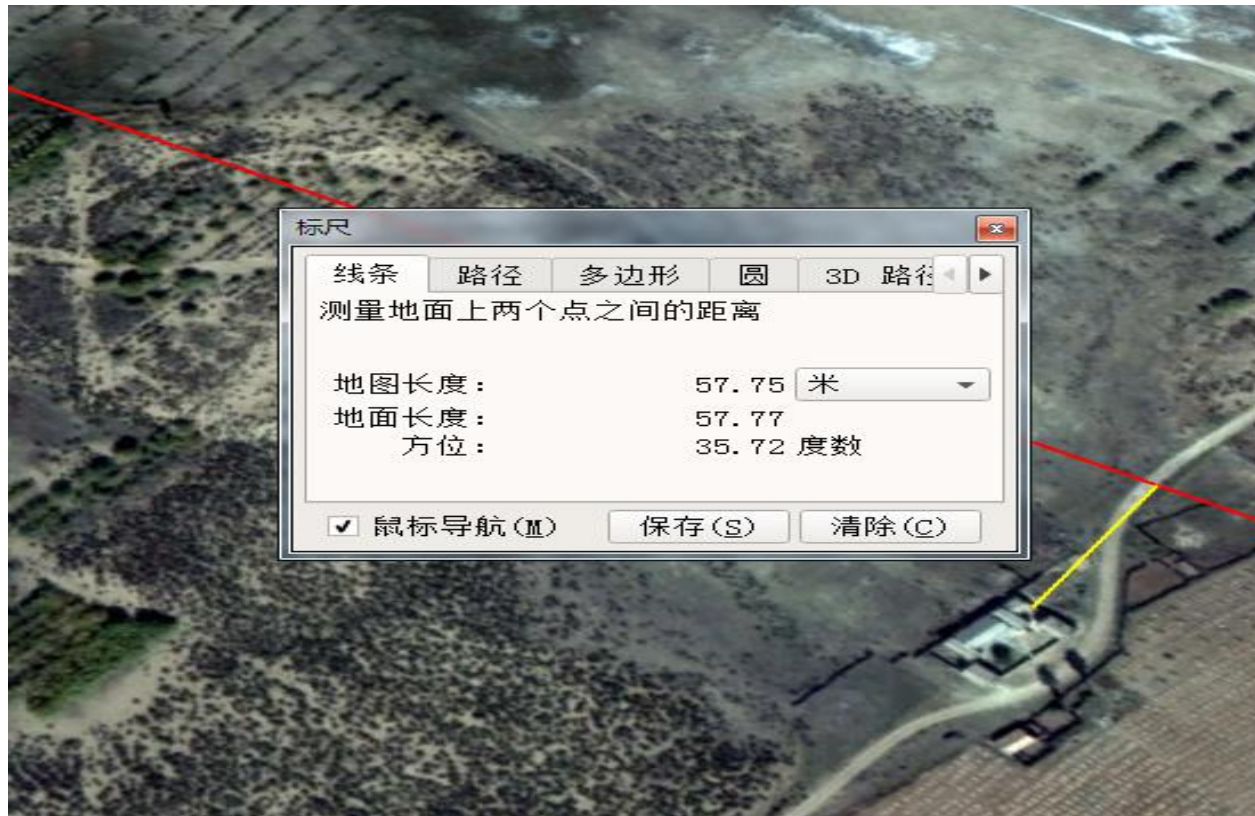 标尺
线条 路径 多边形 圆 3D 路径
测量地面上两个点之间的距离
地图长度： 57.75 米
地面长度： 57.77
方位： 35.72 度数
鼠标导航(M) 保存(S) 清除(C)